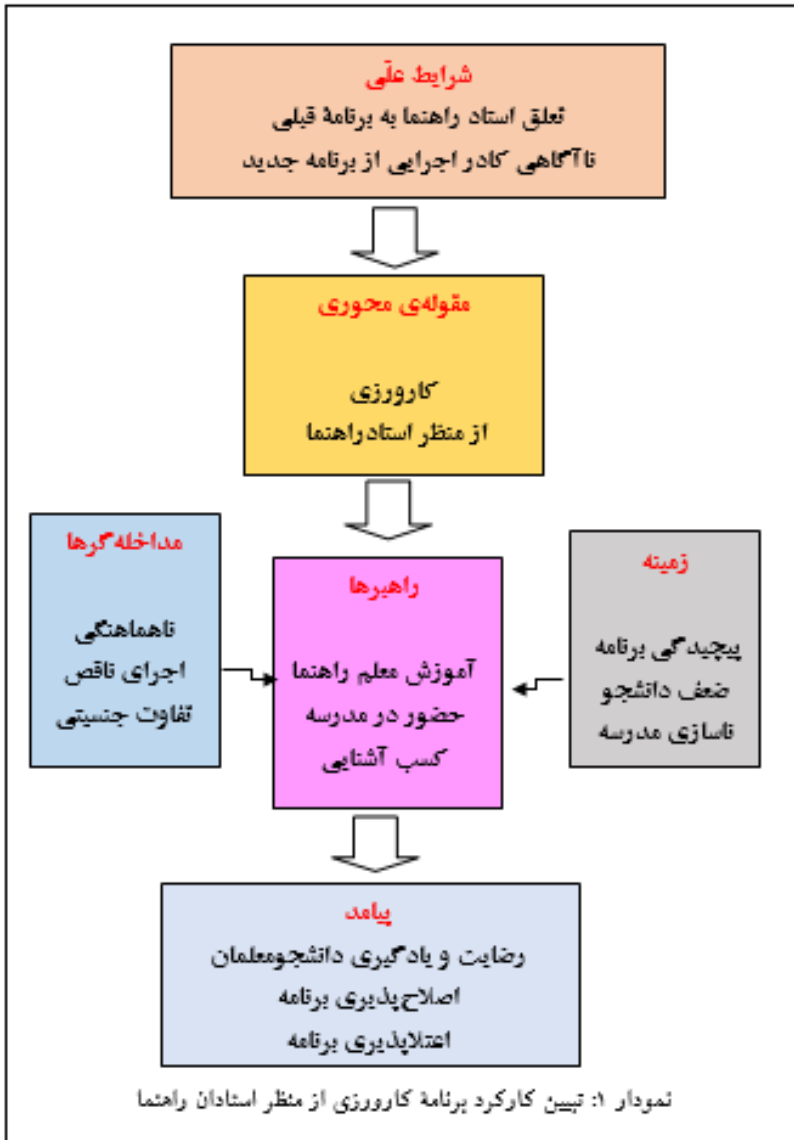 شرایط علّی
تعلق استاد راهنما به برنامهٔ قبلی
ناآگاهی کادر اجرایی از برنامه جدید
مقوله‌ی محوری
کارورزی
از منظر استادراهنما
زمینه
پیچیدگی برنامه
ضعف دانشجو
ناسازی مدرسه
راهبرها
آموزش معلم راهنما
حضور در مدرسه
کسب آشنایی
مداخله‌گرها
ناهماهنگی
اجرای ناقص
تفاوت جنسیتی
پیامد
رضایت و یادگیری دانشجومعلمان
اصلاح‌پذیری برنامه
اعتلاپذیری برنامه
نمودار ۱: تبیین کارکرد برنامهٔ کارورزی از منظر استادان راهنما